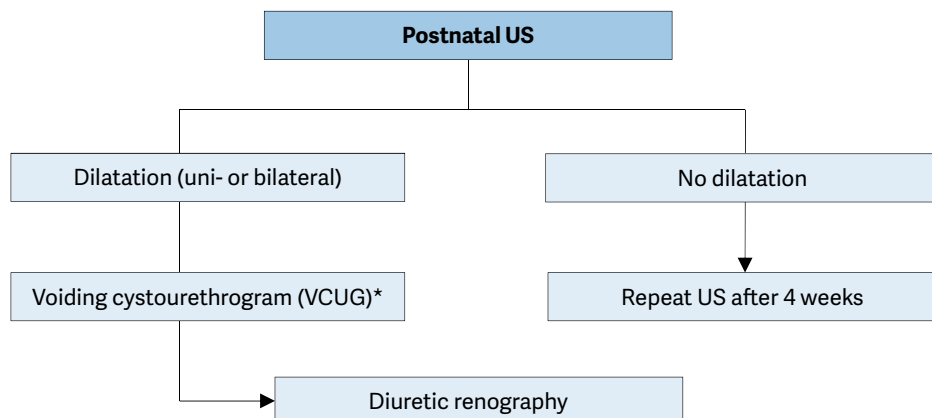 Postnatal US
Dilatation (uni- or bilateral)
No dilatation
Voiding cystourethrogram (VCUG)*
Repeat US after 4 weeks
Diuretic renography